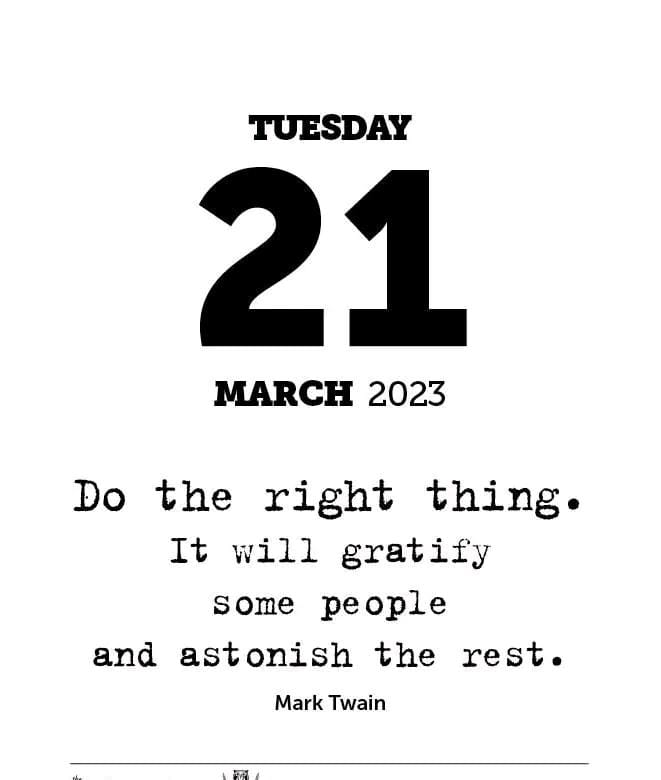 TUESDAY
21
MARCH 2023
Do the right thing.
It will gratify
some people
and astonish the rest.
Mark Twain
the